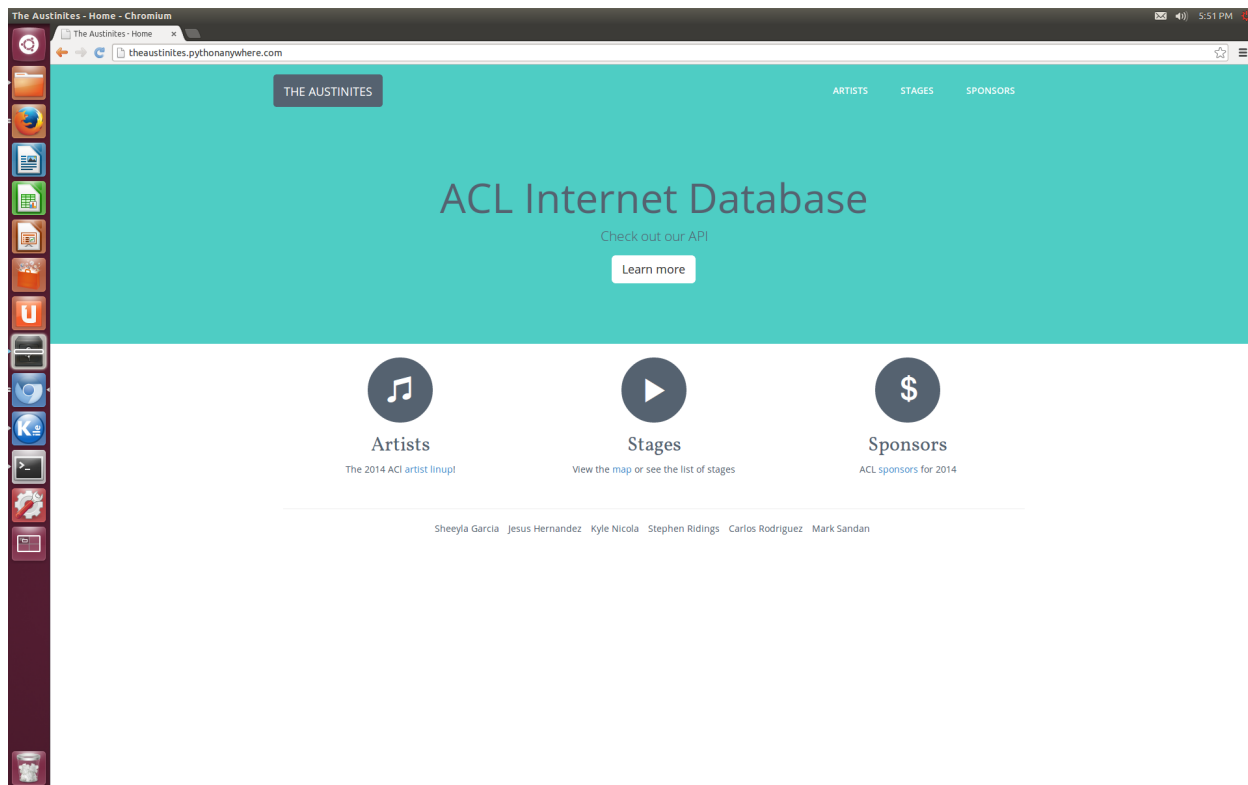 The Austinites - Home - Chromium
5:51 PM
The Austinites - Home
theaustinites.pythonanywhere.com
THE AUSTINITES
ARTISTS STAGES SPONSORS
ACL Internet Database
Check out our API
Learn more
Artists
The 2014 ACl artist linup!
Stages
View the map or see the list of stages
Sponsors
ACL sponsors for 2014
Sheeyla Garcia Jesus Hernandez Kyle Nicola Stephen Ridings Carlos Rodriguez Mark Sandan